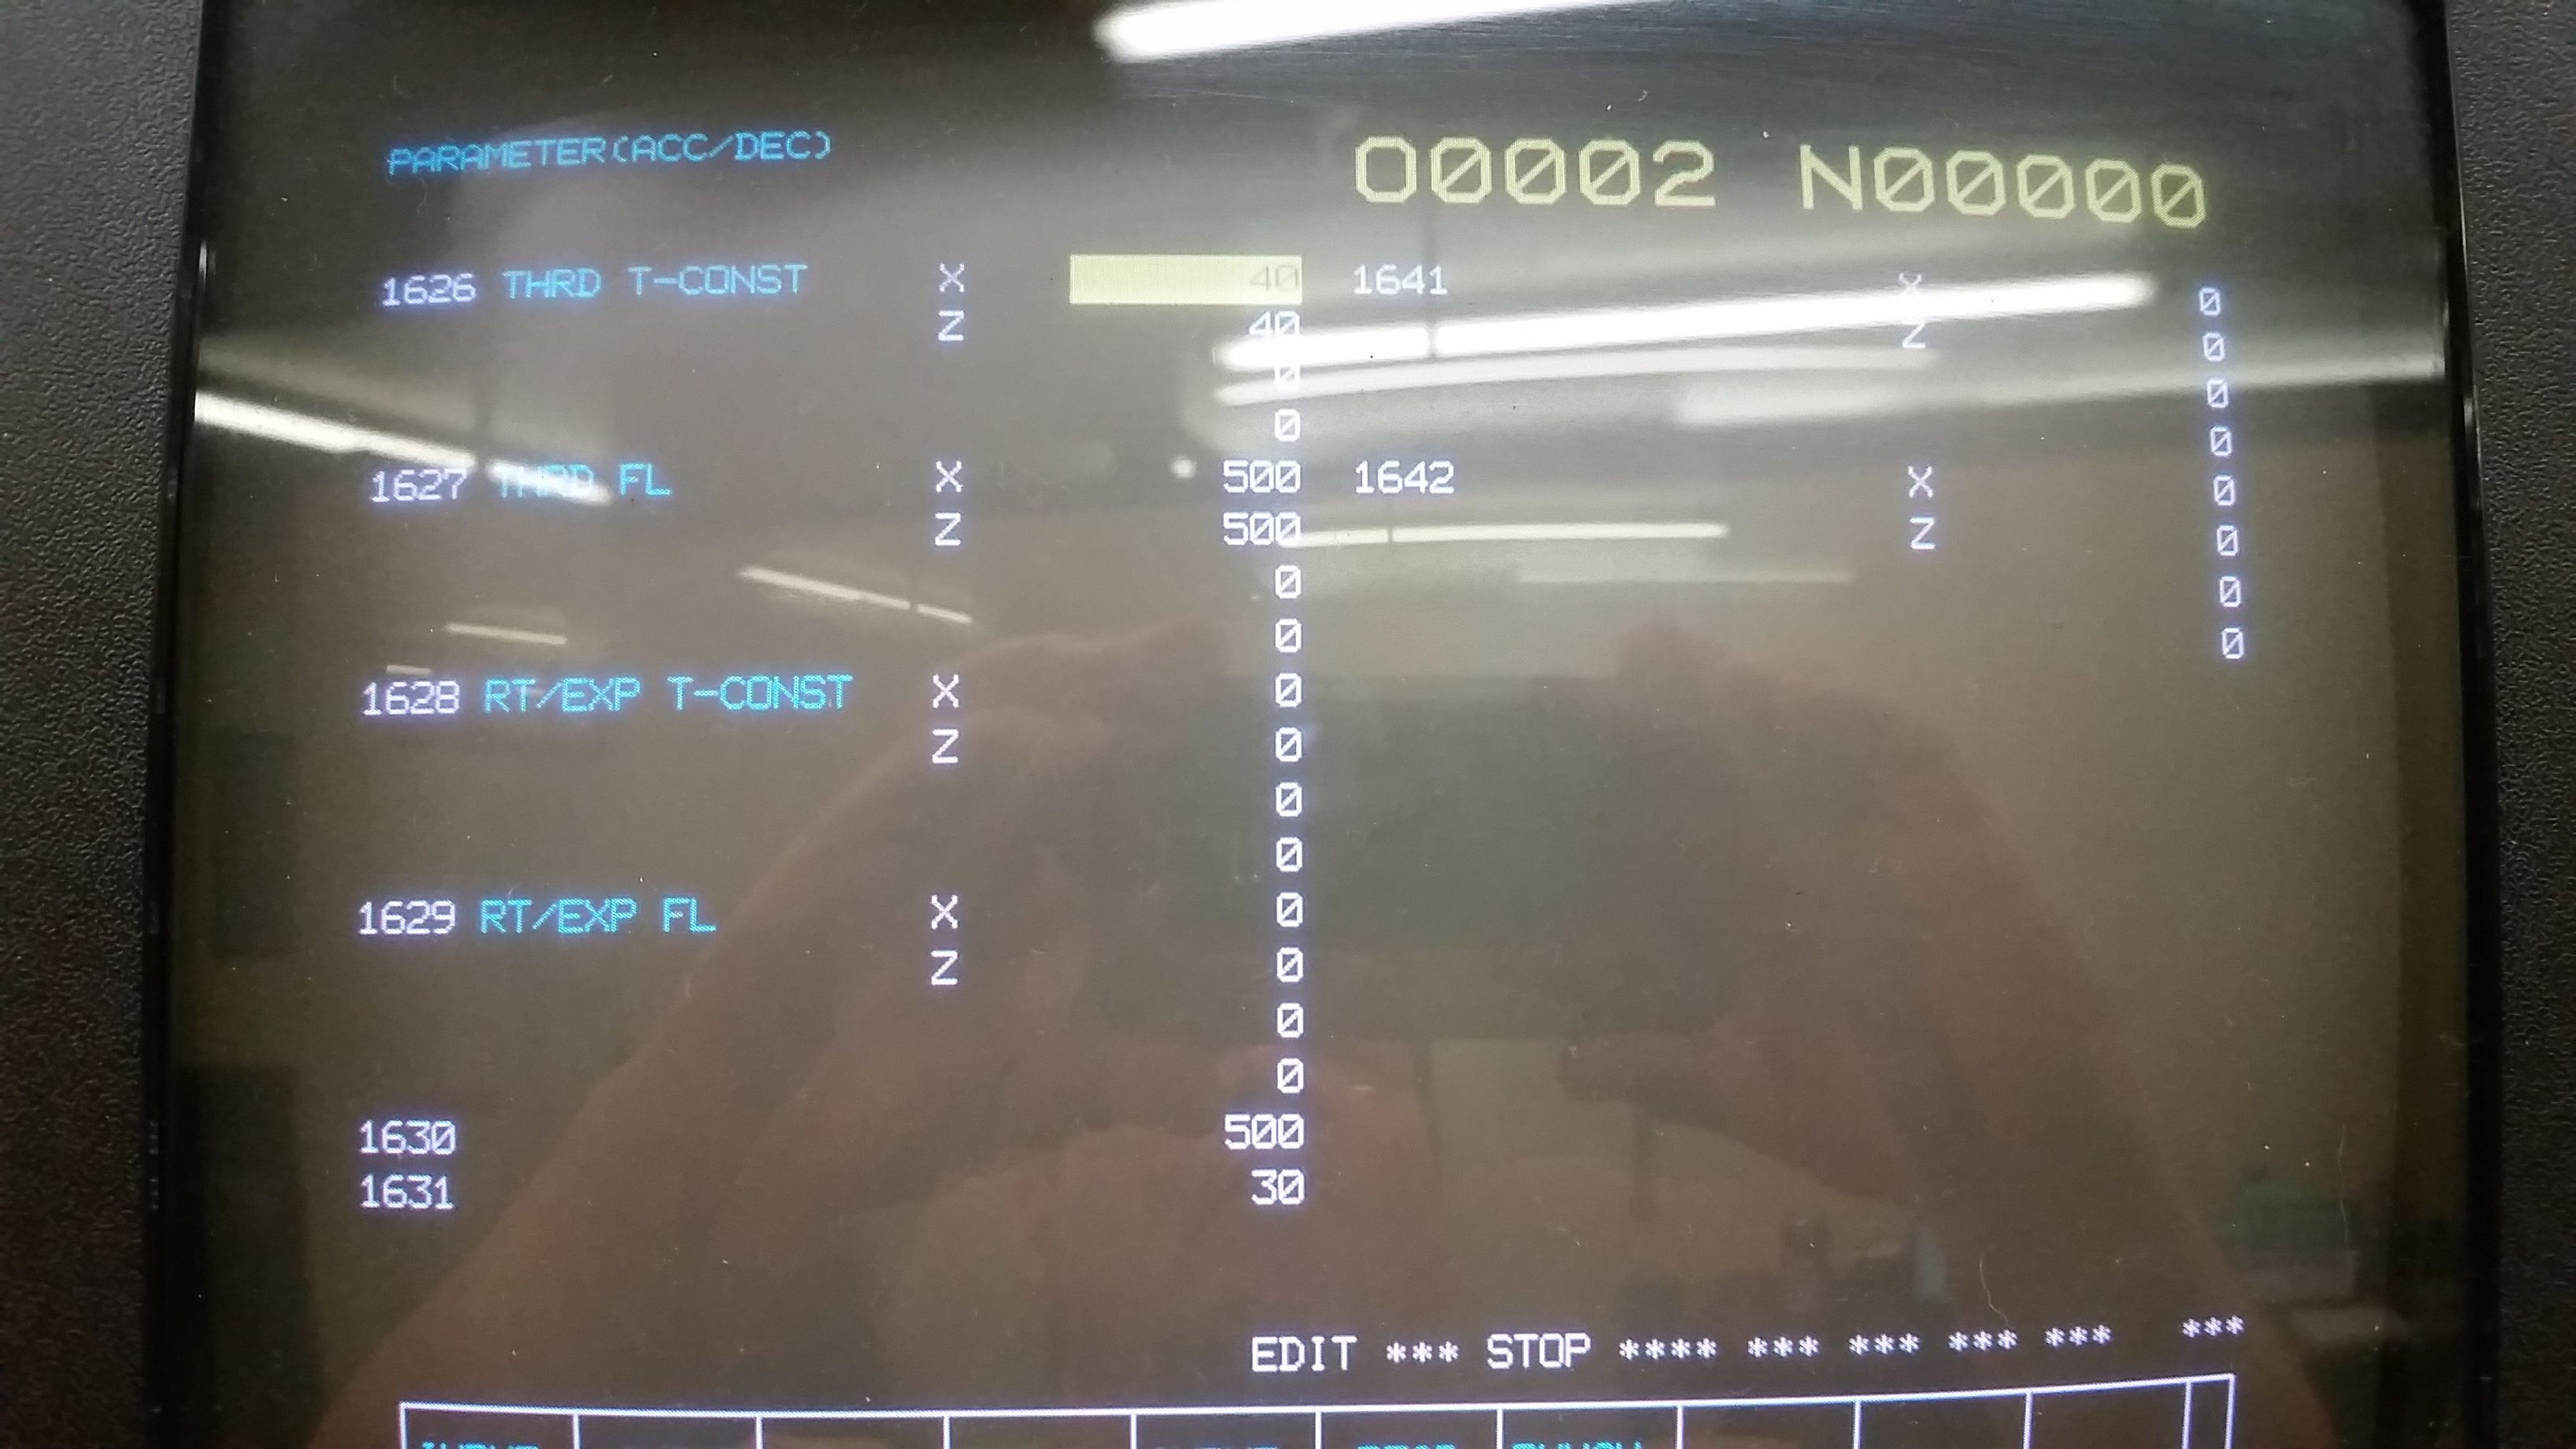 PARAMETER(ACC/DEC) O0002 N00000
1626 THRD T-CONST X 40 1641 X 0
Z 40 Z 0
0 0
0 0
1627 THRD FL X 500 1642 X 0
Z 500 Z 0
0 0
0 0
1628 RT/EXP T-CONST X 0
Z 0
0
0
1629 RT/EXP FL X 0
Z 0
0
0
1630 500
1631 30
EDIT *** STOP **** *** *** *** *** ***